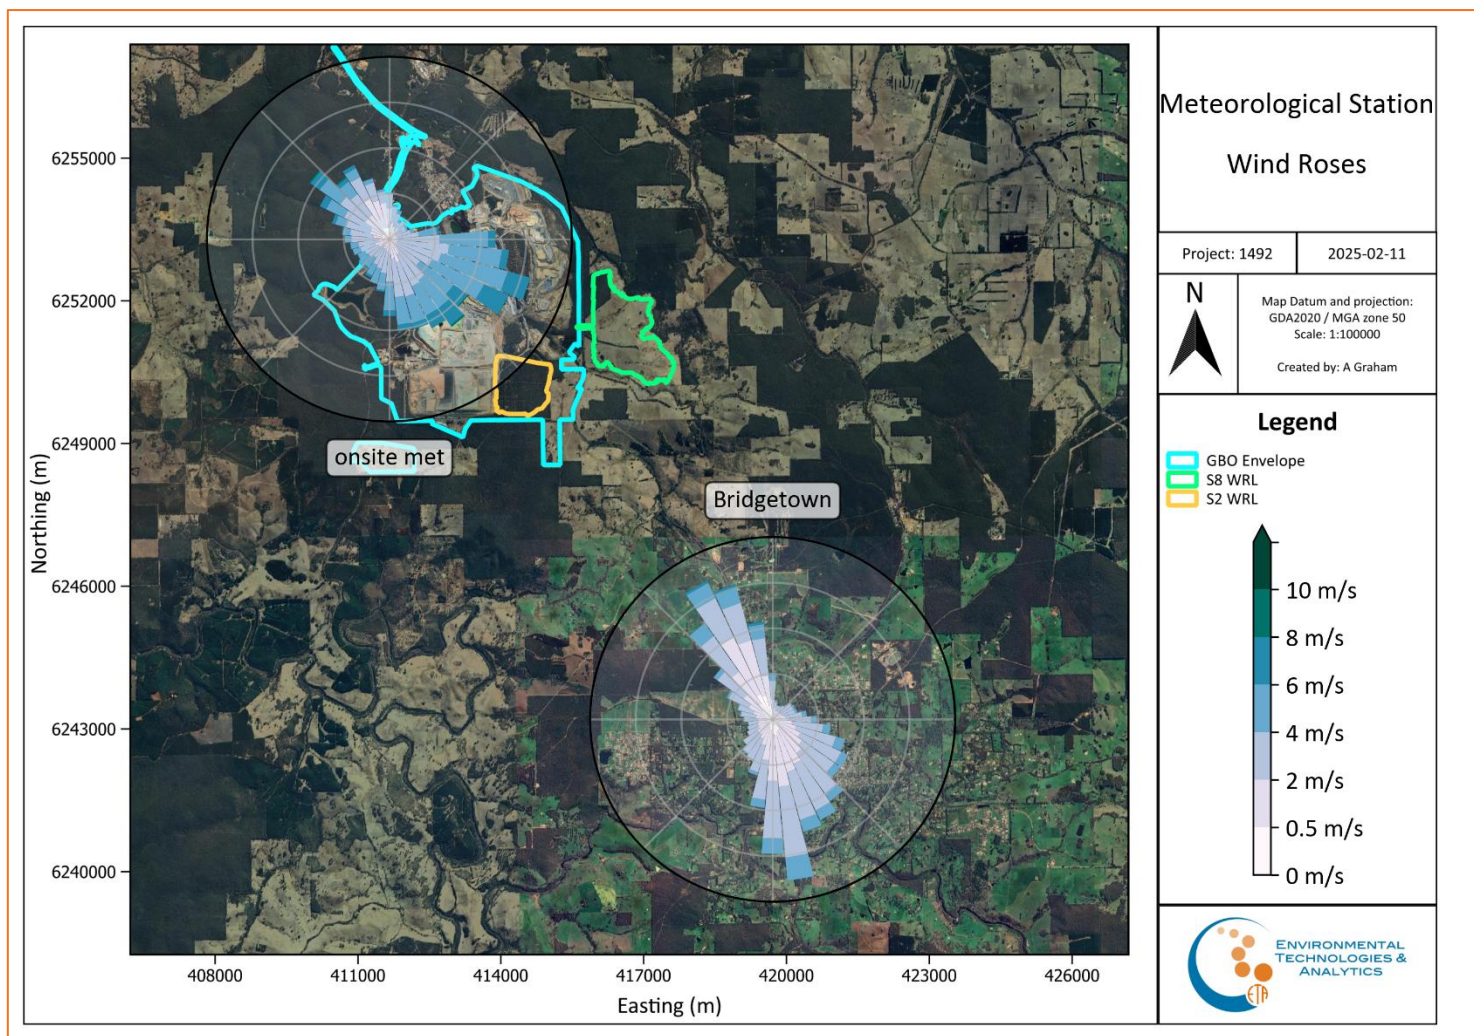 Meteorological Station
Wind Roses
Project: 1492
2025-02-11
N
Map Datum and projection:
GDA2020 / MGA zone 50
Scale: 1:100000
Created by: A Graham
Legend
GBO Envelope
S8 WRL
S2 WRL
10 m/s
8 m/s
6 m/s
4 m/s
2 m/s
0.5 m/s
0 m/s
ENVIRONMENTAL
TECHNOLOGIES &
ANALYTICS
ETA
onsite met
Bridgetown
Northing (m)
6255000
6252000
6249000
6246000
6243000
6240000
408000
411000
414000
417000
420000
423000
426000
Easting (m)